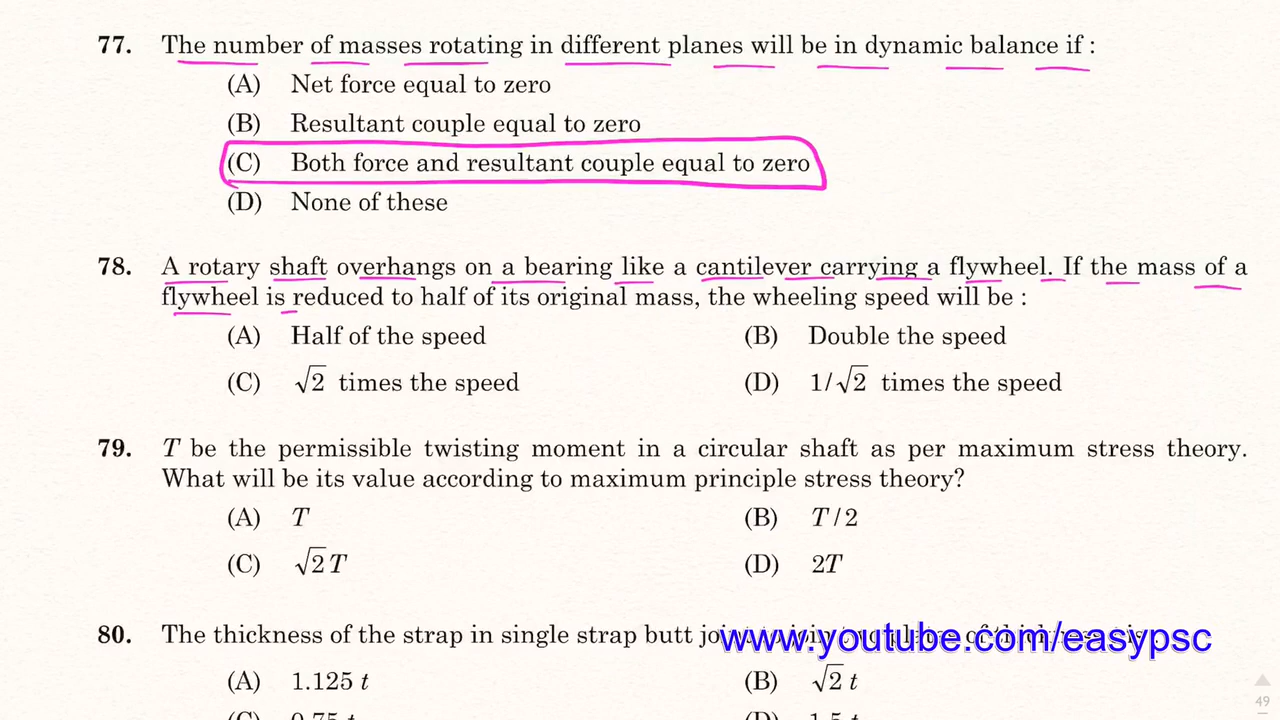 77. The number of masses rotating in different planes will be in dynamic balance if :
(A) Net force equal to zero
(B) Resultant couple equal to zero
(C) Both force and resultant couple equal to zero
(D) None of these
78. A rotary shaft overhangs on a bearing like a cantilever carrying a flywheel. If the mass of a
flywheel is reduced to half of its original mass, the wheeling speed will be :
(A) Half of the speed (B) Double the speed
(C) √2 times the speed (D) 1/√2 times the speed
79. T be the permissible twisting moment in a circular shaft as per maximum stress theory.
What will be its value according to maximum principle stress theory?
(A) T (B) T/2
(C) √2 T (D) 2T
80. The thickness of the strap in single strap butt
www.youtube.com/easypsc
(A) 1.125 t (B) √2 t
49